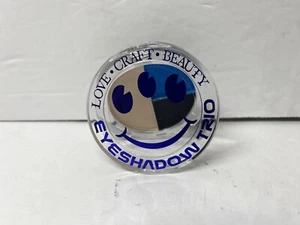 LOVE · CRAFT · BEAUTY
EYESHADOW TRIO